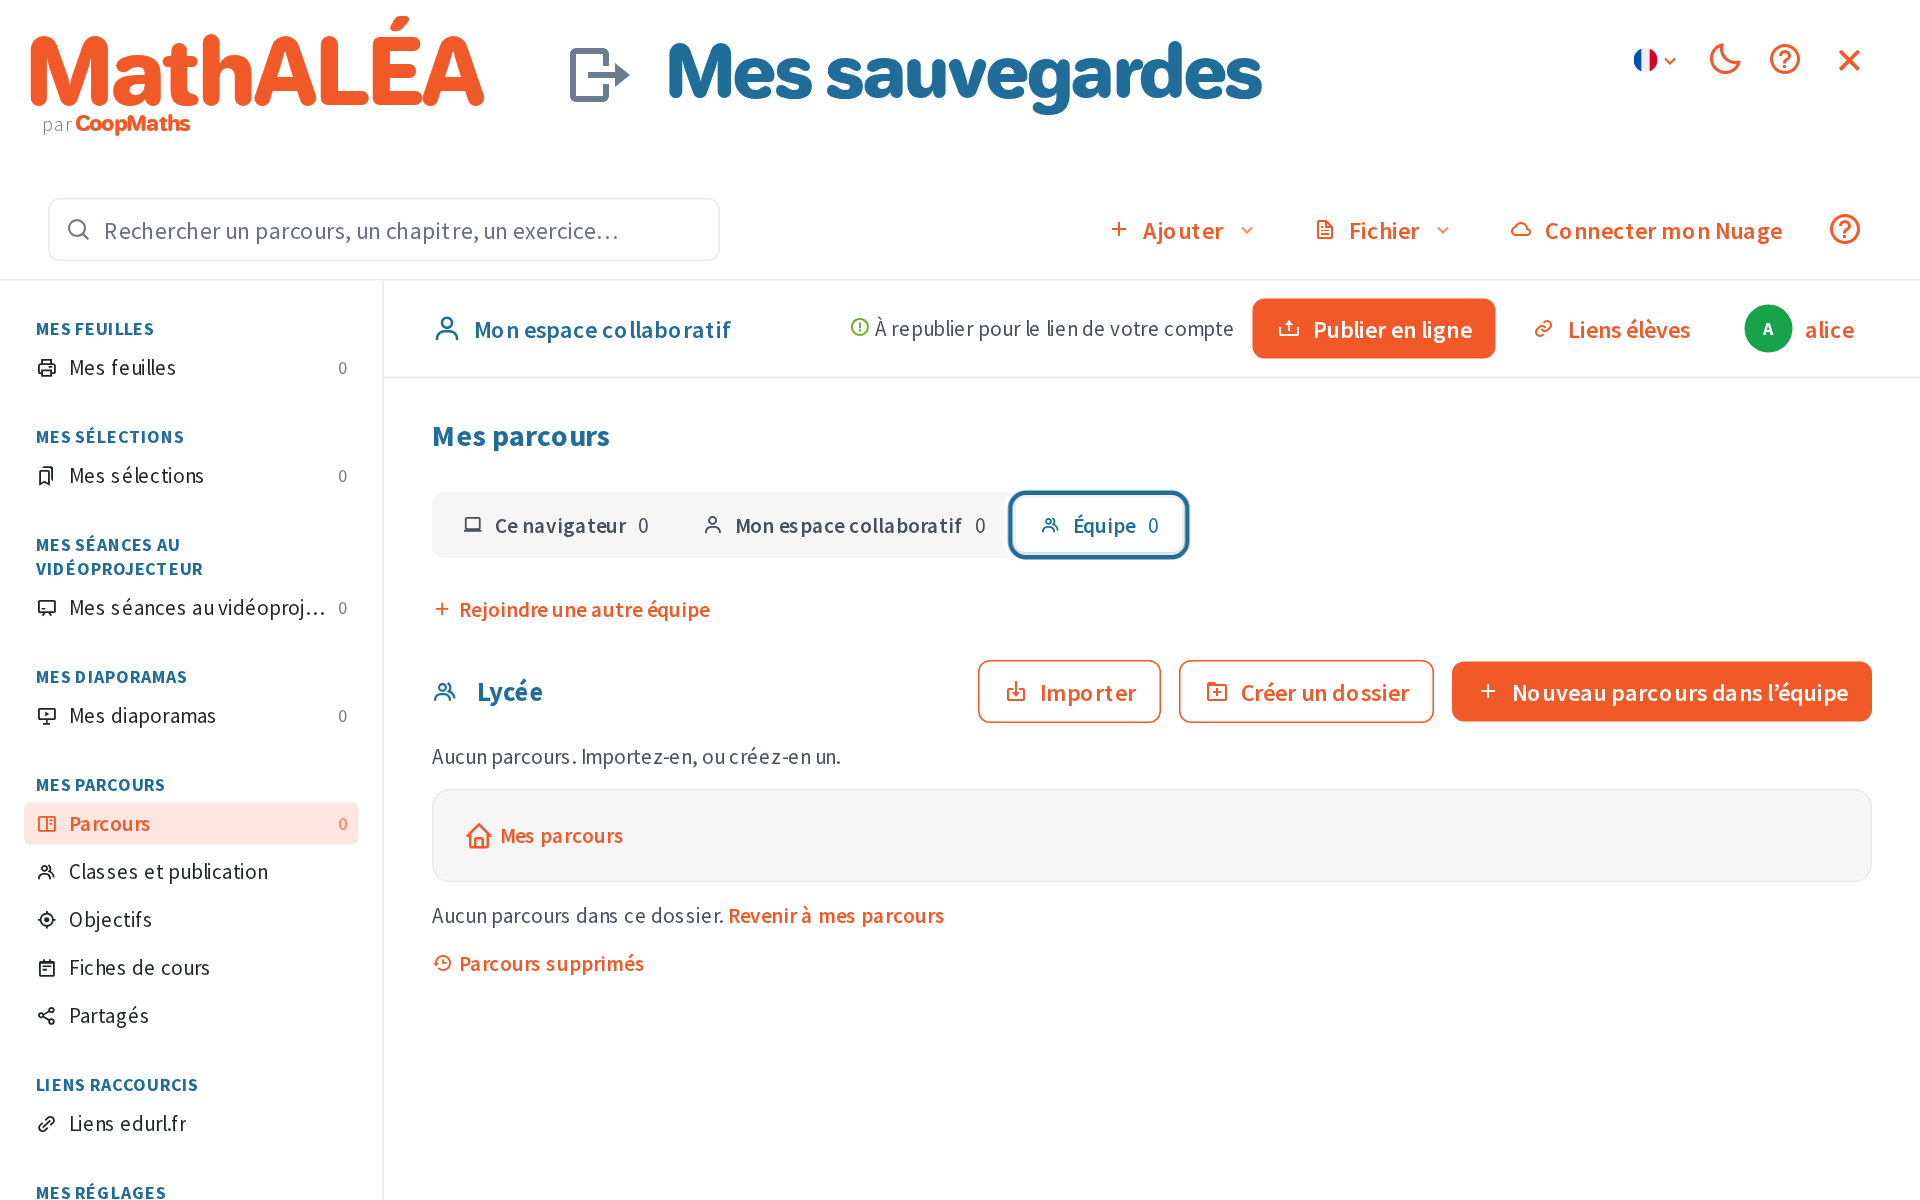 MathALÉA
par CoopMaths
Mes sauvegardes
Rechercher un parcours, un chapitre, un exercice…
Ajouter
Fichier
Connecter mon Nuage
MES FEUILLES
Mes feuilles 0
MES SÉLECTIONS
Mes sélections 0
MES SÉANCES AU
VIDÉOPROJECTEUR
Mes séances au vidéoproj… 0
MES DIAPORAMAS
Mes diaporamas 0
MES PARCOURS
Parcours 0
Classes et publication
Objectifs
Fiches de cours
Partagés
LIENS RACCOURCIS
Liens edurl.fr
MES RÉGLAGES
Mon espace collaboratif
À republier pour le lien de votre compte
Publier en ligne
Liens élèves
A alice
Mes parcours
Ce navigateur 0
Mon espace collaboratif 0
Équipe 0
Rejoindre une autre équipe
Lycée
Importer
Créer un dossier
Nouveau parcours dans l’équipe
Aucun parcours. Importez-en, ou créez-en un.
Mes parcours
Aucun parcours dans ce dossier. Revenir à mes parcours
Parcours supprimés